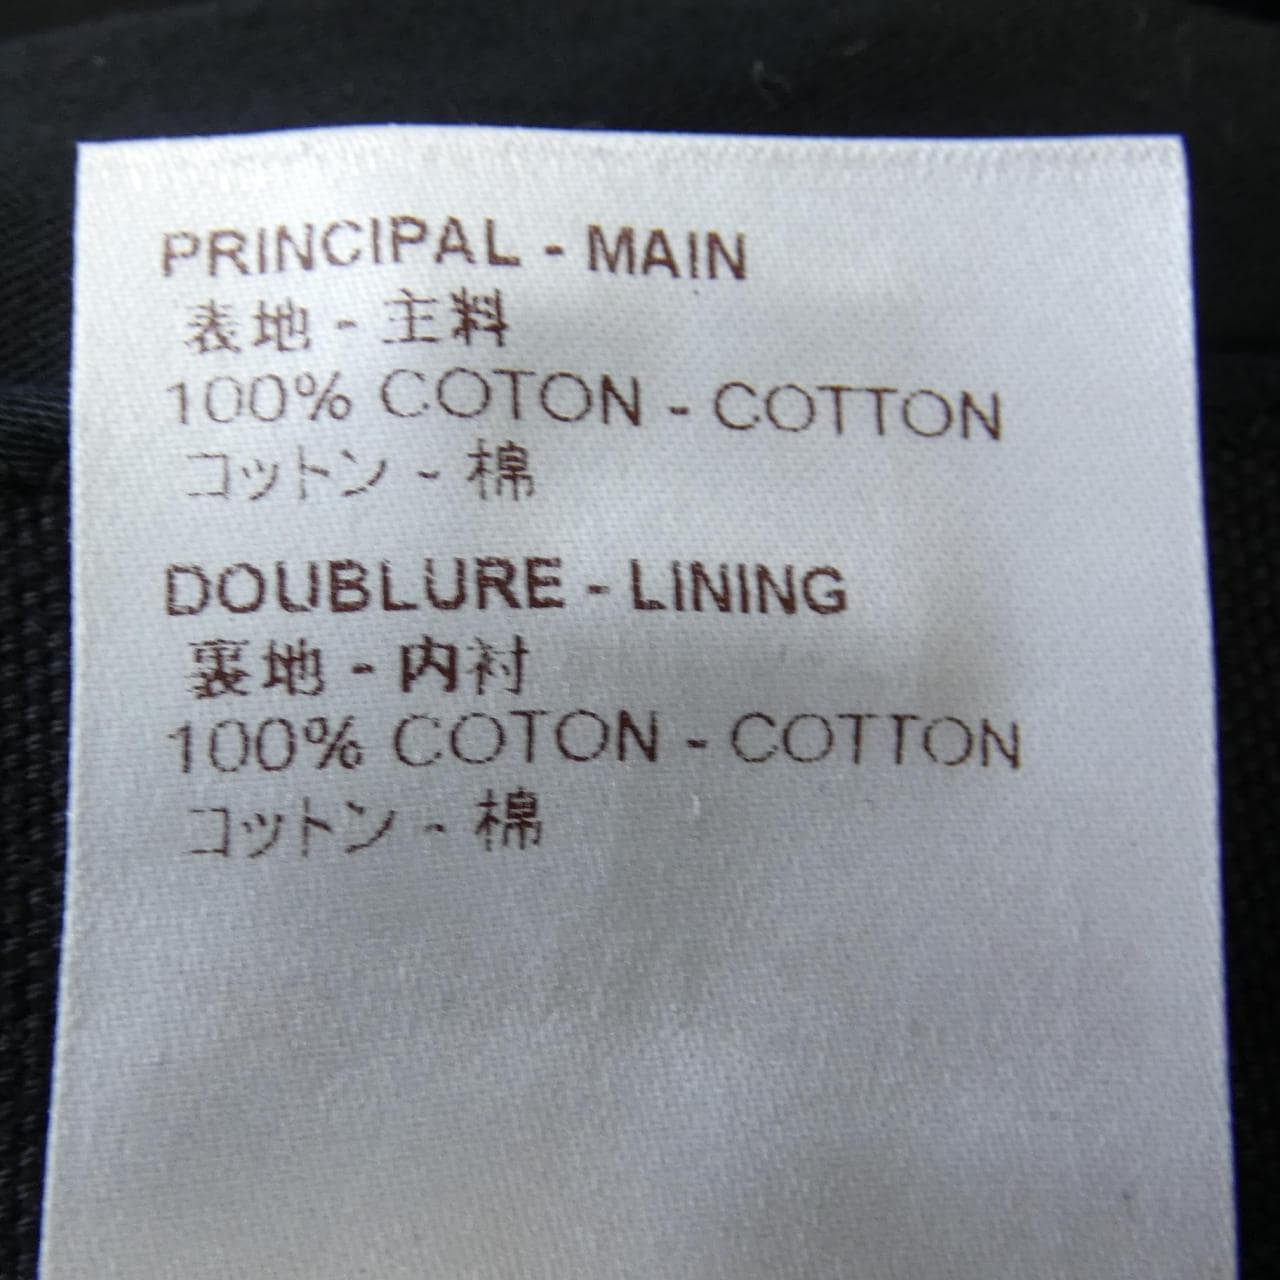 PRINCIPAL - MAIN
表地 - 主料
100% COTON - COTTON
コットン - 棉
DOUBLURE - LINING
裏地 - 内衬
100% COTON - COTTON
コットン - 棉